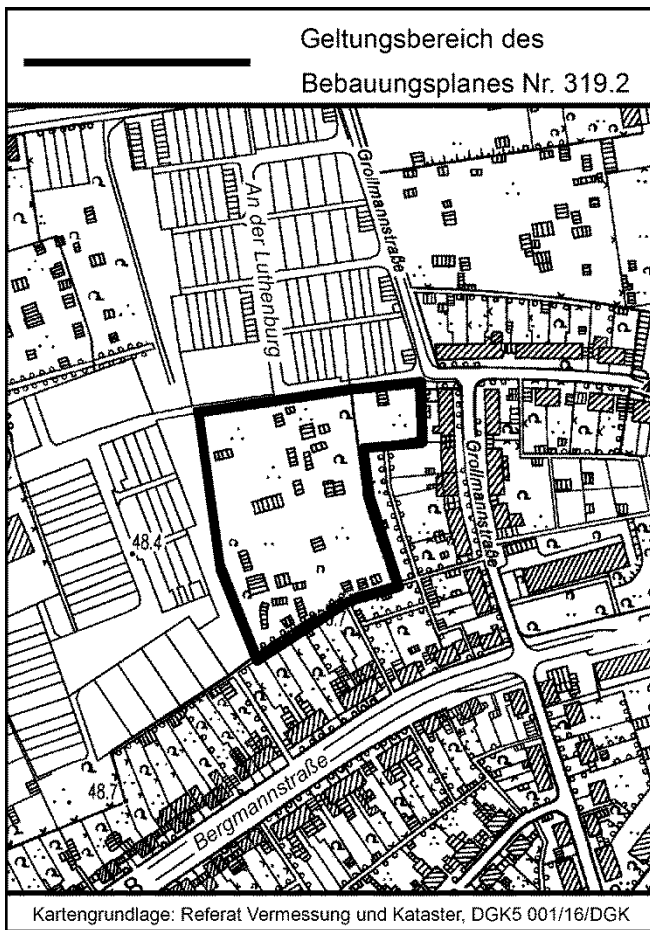 Geltungsbereich des
Bebauungsplanes Nr. 319.2
Grollmannstraße
An der Luthenburg
Grollmannstraße
48.4
48.7
Bergmannstraße
Kartengrundlage: Referat Vermessung und Kataster, DGK5 001/16/DGK